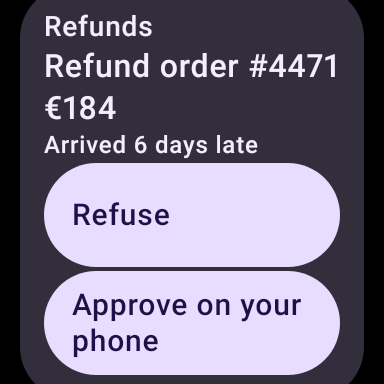 Refunds
Refund order #4471
€184
Arrived 6 days late
Refuse
Approve on your
phone